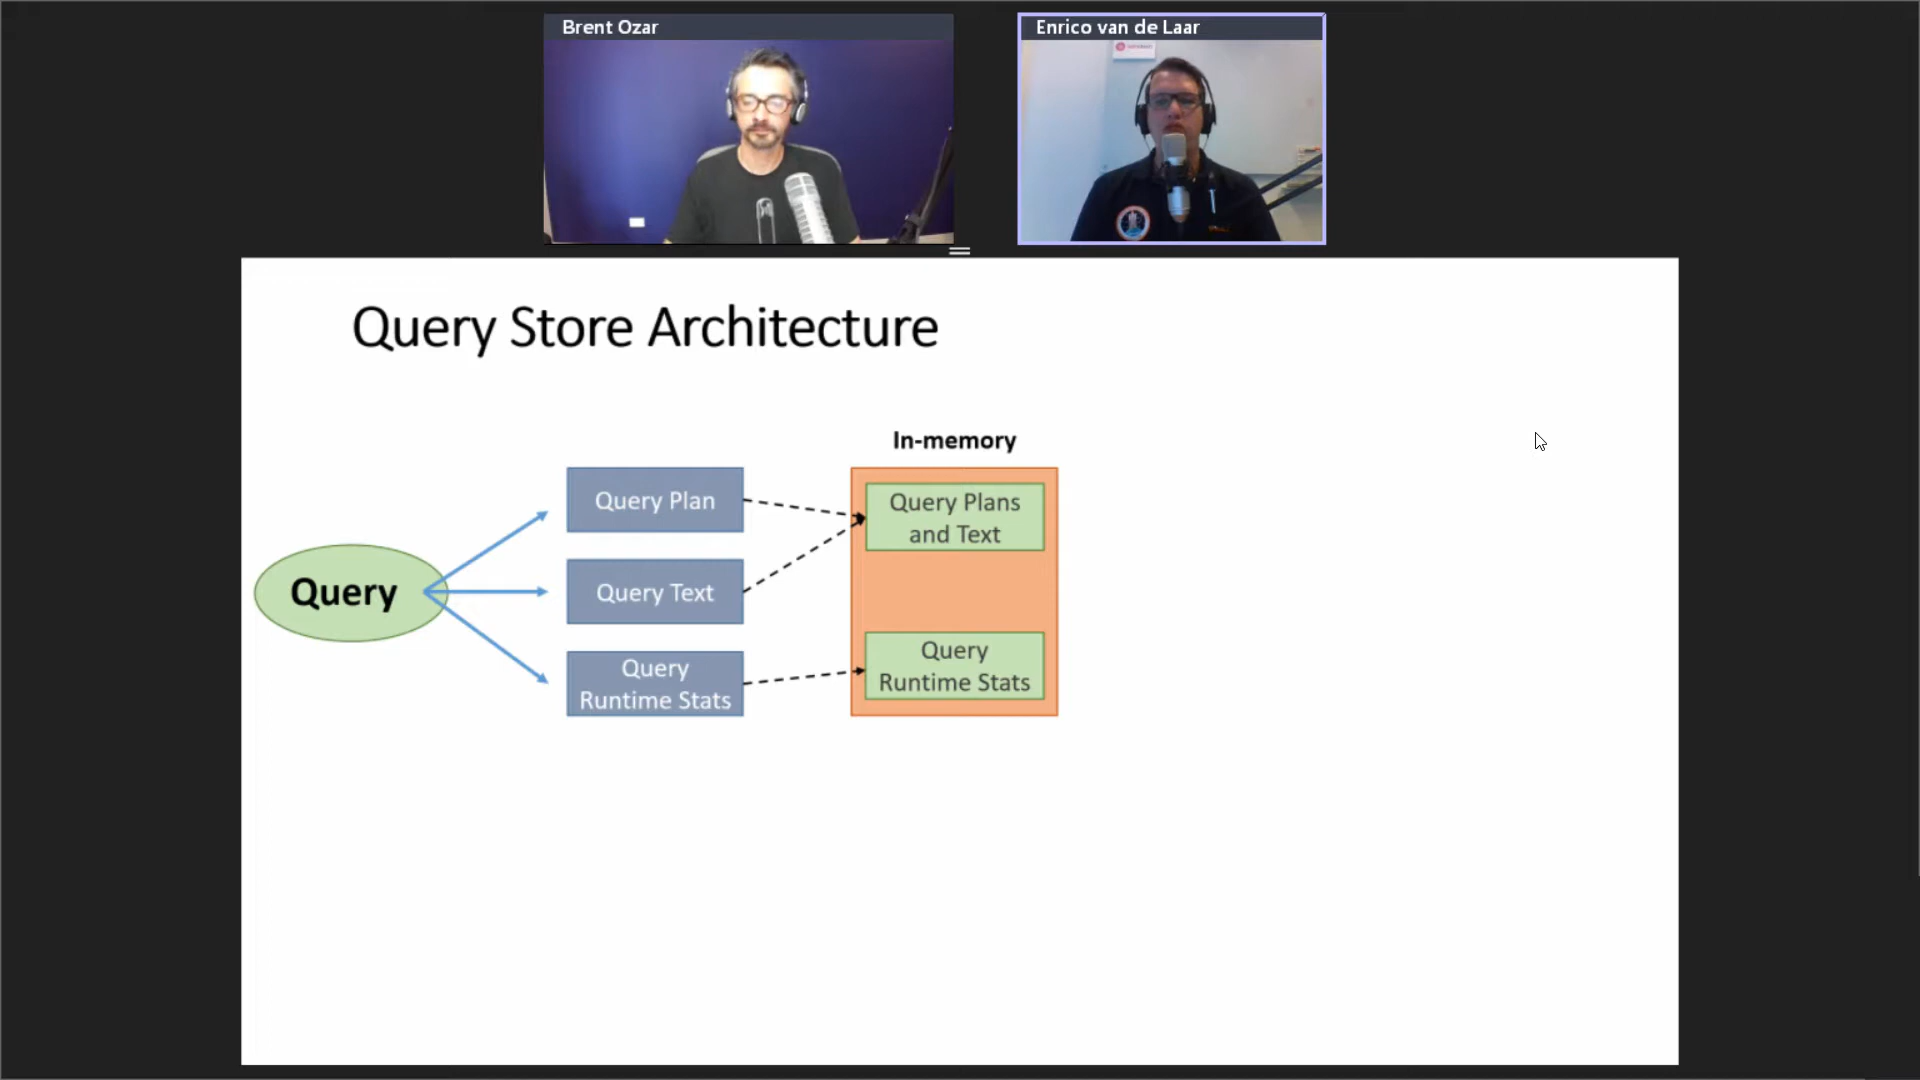 Brent Ozar
Enrico van de Laar
Query Store Architecture
In-memory
Query Plan
Query Plans
and Text
Query
Query Text
Query
Runtime Stats
Query
Runtime Stats